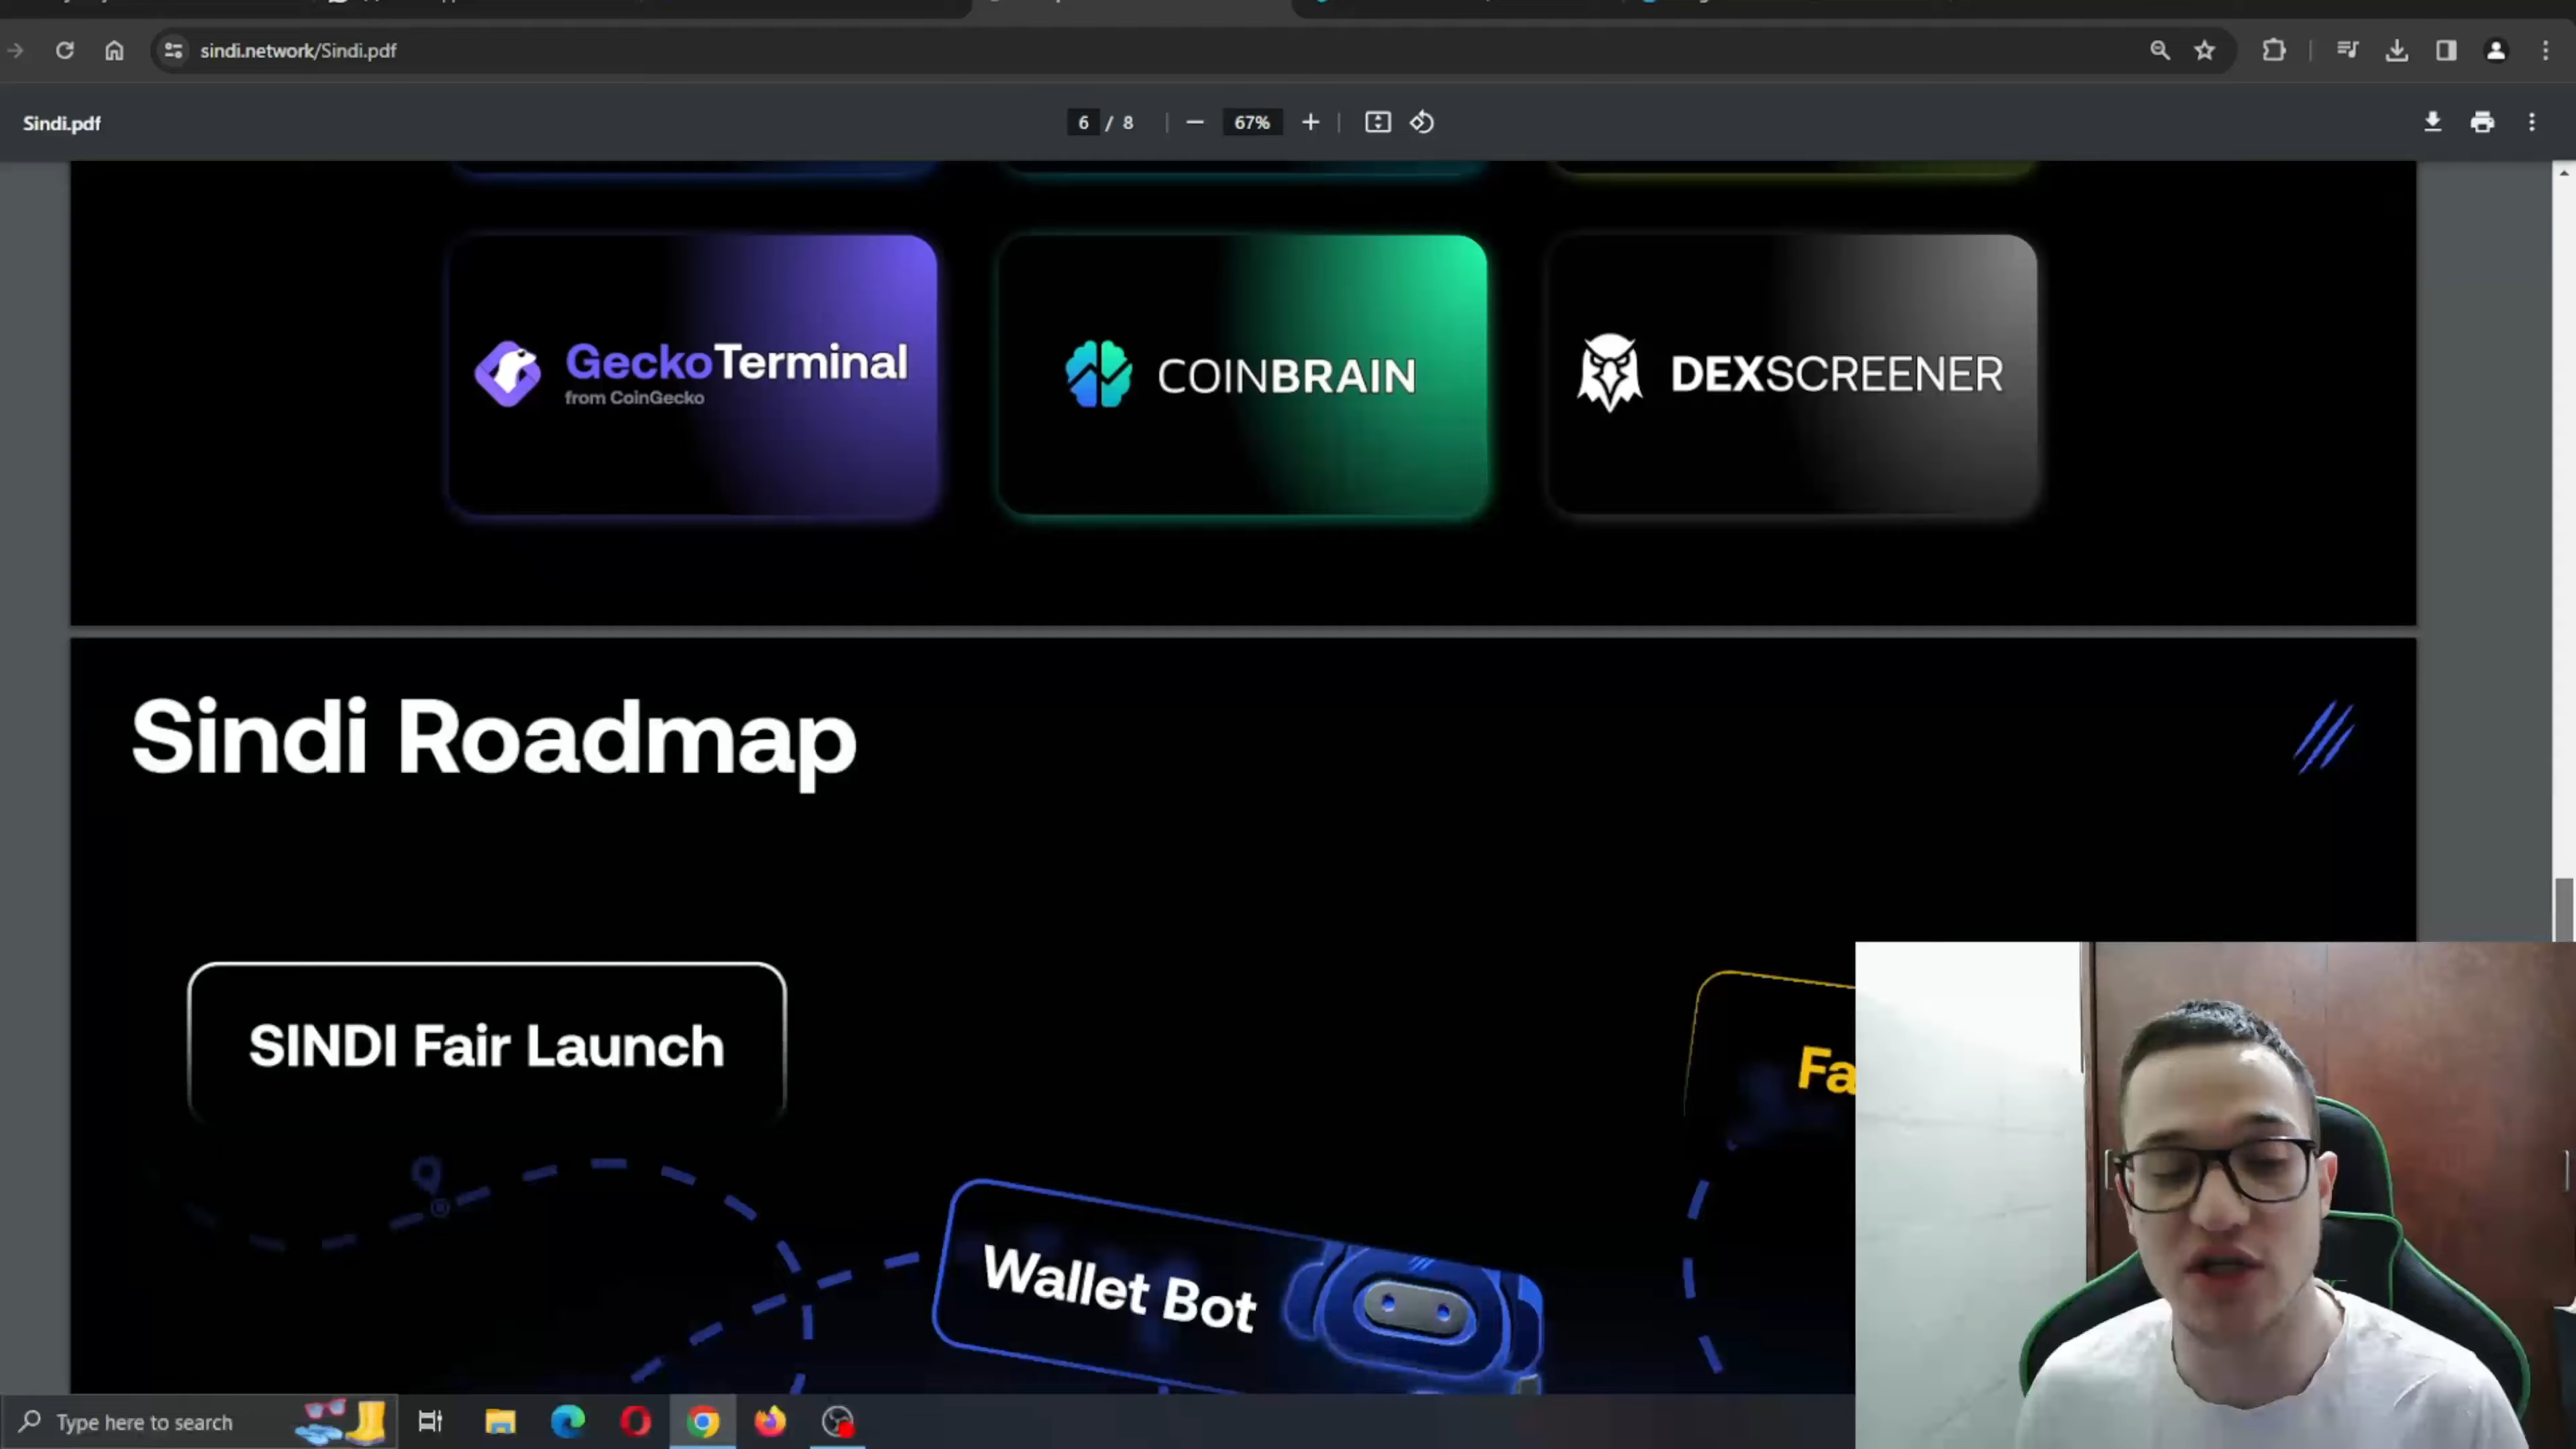 sindi.network/Sindi.pdf
Sindi.pdf
6 / 8
67%
GeckoTerminal
from CoinGecko
COINBRAIN
DEXSCREENER
Sindi Roadmap
SINDI Fair Launch
Fa
Wallet Bot
Type here to search